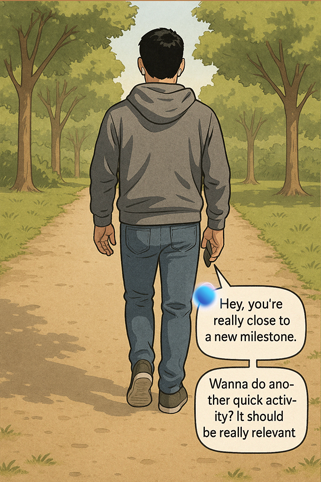 Hey, you're
really close to
a new milestone.
Wanna do ano-
ther quick activ-
ity? It should
be really relevant